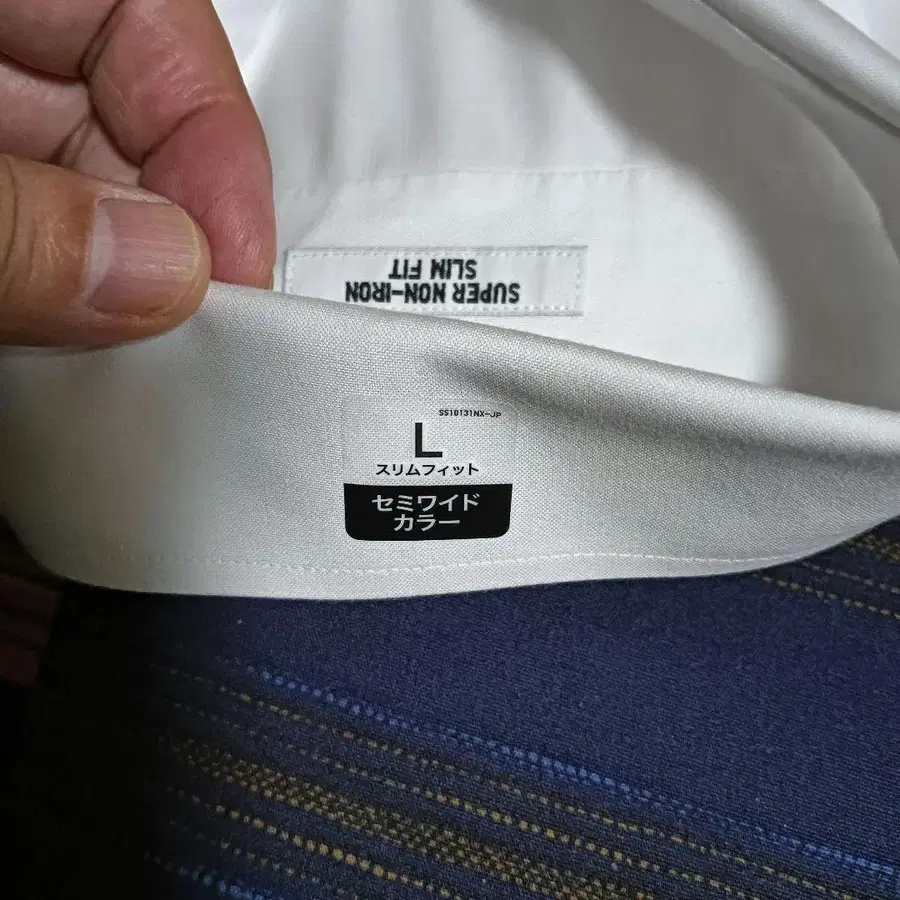 SUPER NON-IRON
SLIM FIT
SS18131NX-JP
L
スリムフィット
セミワイド
カラー